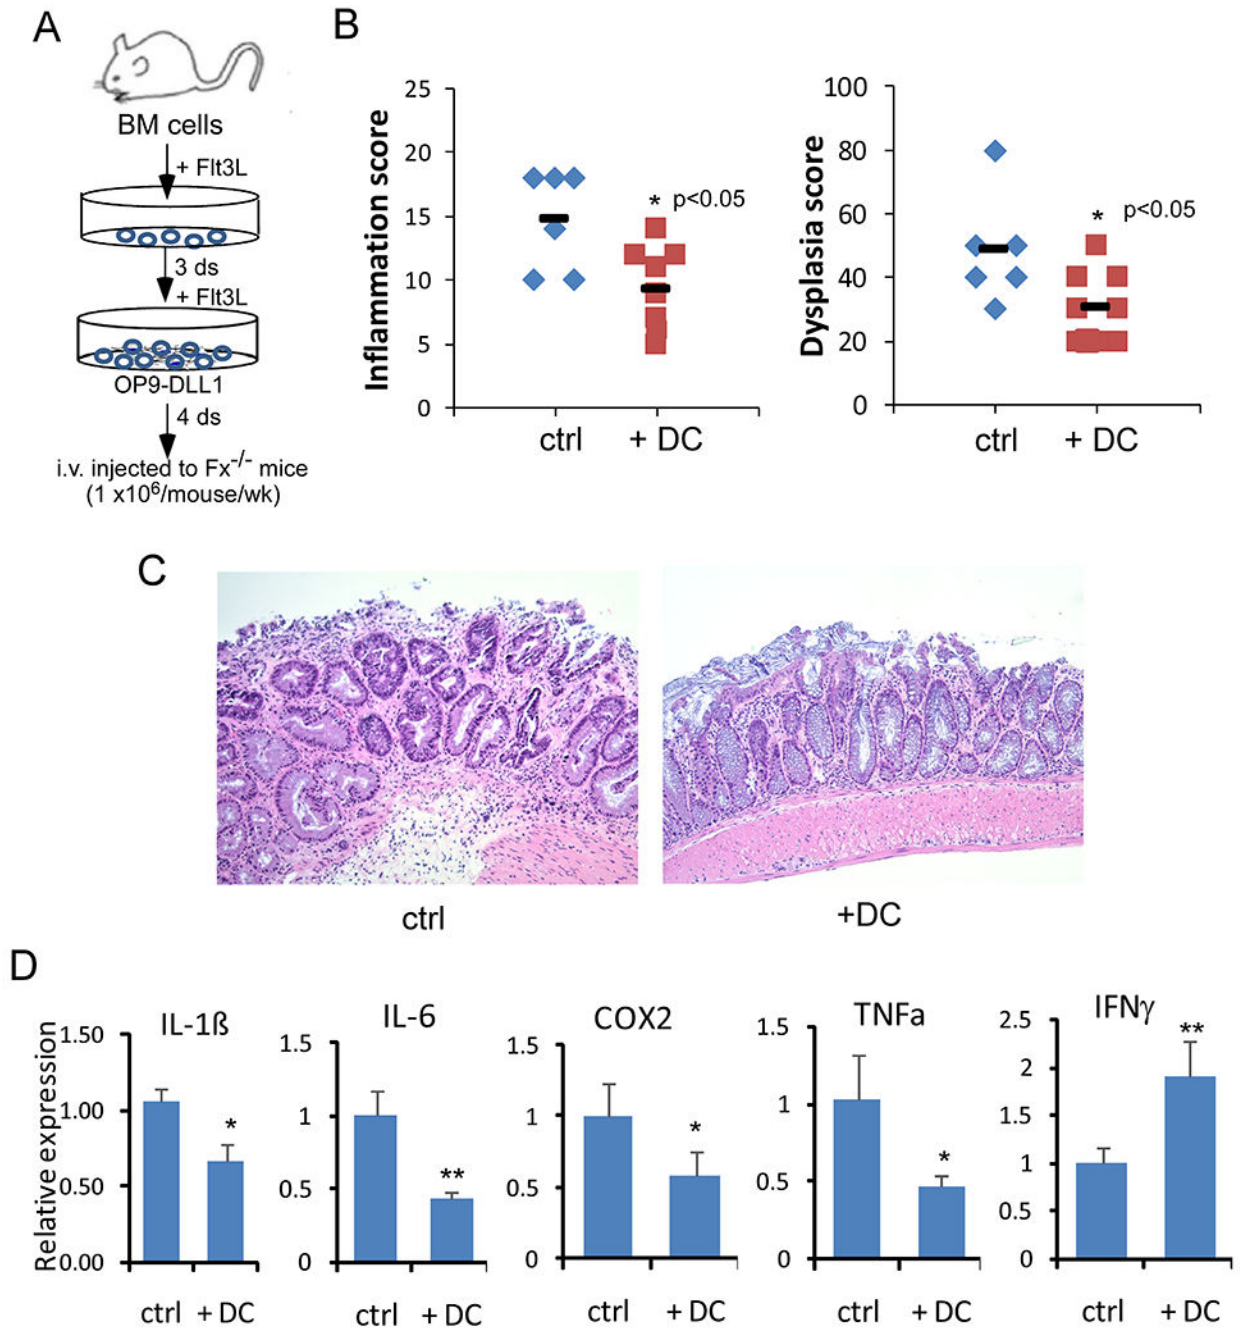 A
BM cells
+ Flt3L
3 ds
+ Flt3L
OP9-DLL1
4 ds
i.v. injected to Fx-/- mice
(1 x10⁶/mouse/wk)
B
Inflammation score
25
20
15
10
5
0
* p<0.05
ctrl + DC
Dysplasia score
100
80
60
40
20
0
* p<0.05
ctrl + DC
C
ctrl
+DC
D
Relative expression
IL-1ß
1.50
1.00
0.50
0.00
*
ctrl + DC
IL-6
1.5
1
0.5
0
**
ctrl + DC
COX2
1.5
1
0.5
0
*
ctrl + DC
TNFa
1.5
1
0.5
0
*
ctrl + DC
IFNγ
2.5
2
1.5
1
0.5
0
**
ctrl + DC